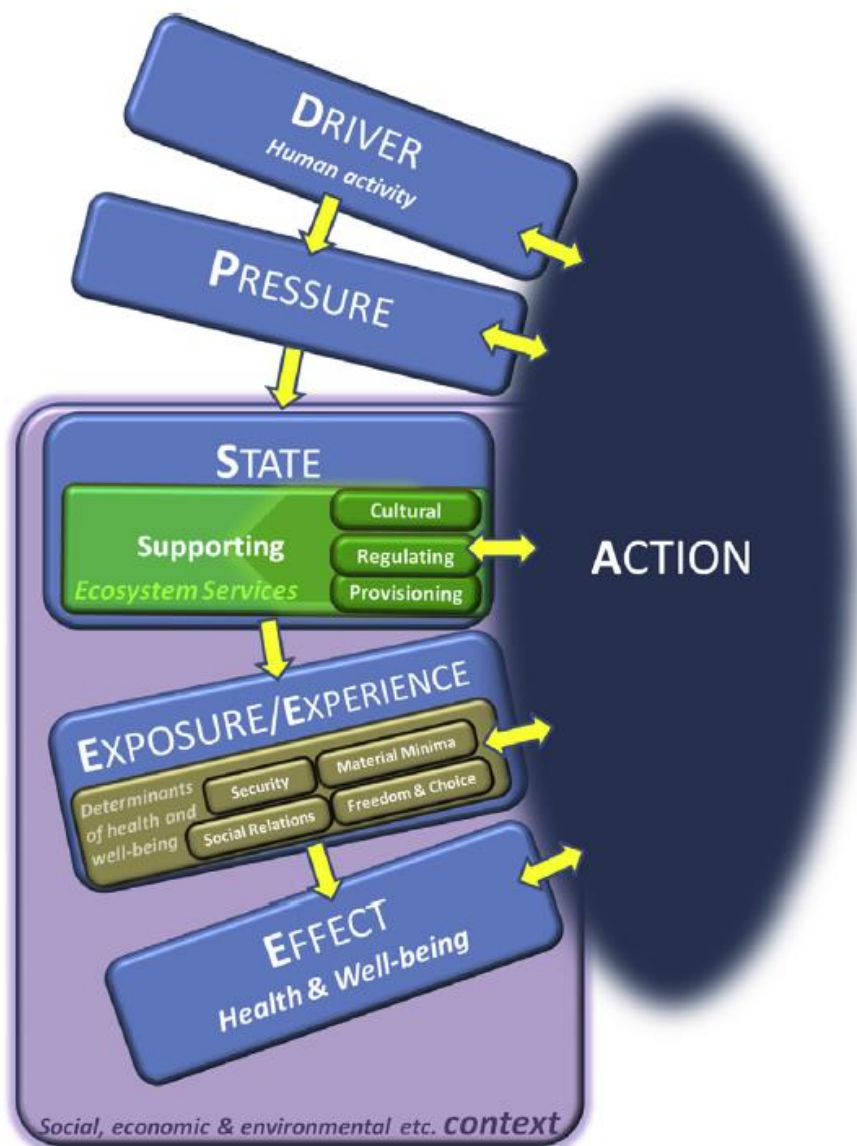 DRIVER
Human activity
PRESSURE
STATE
Cultural
Supporting
Regulating
Ecosystem Services
Provisioning
ACTION
EXPOSURE/EXPERIENCE
Determinants
of health and
well-being
Security
Material Minima
Social Relations
Freedom & Choice
EFFECT
Health & Well-being
Social, economic & environmental etc. context